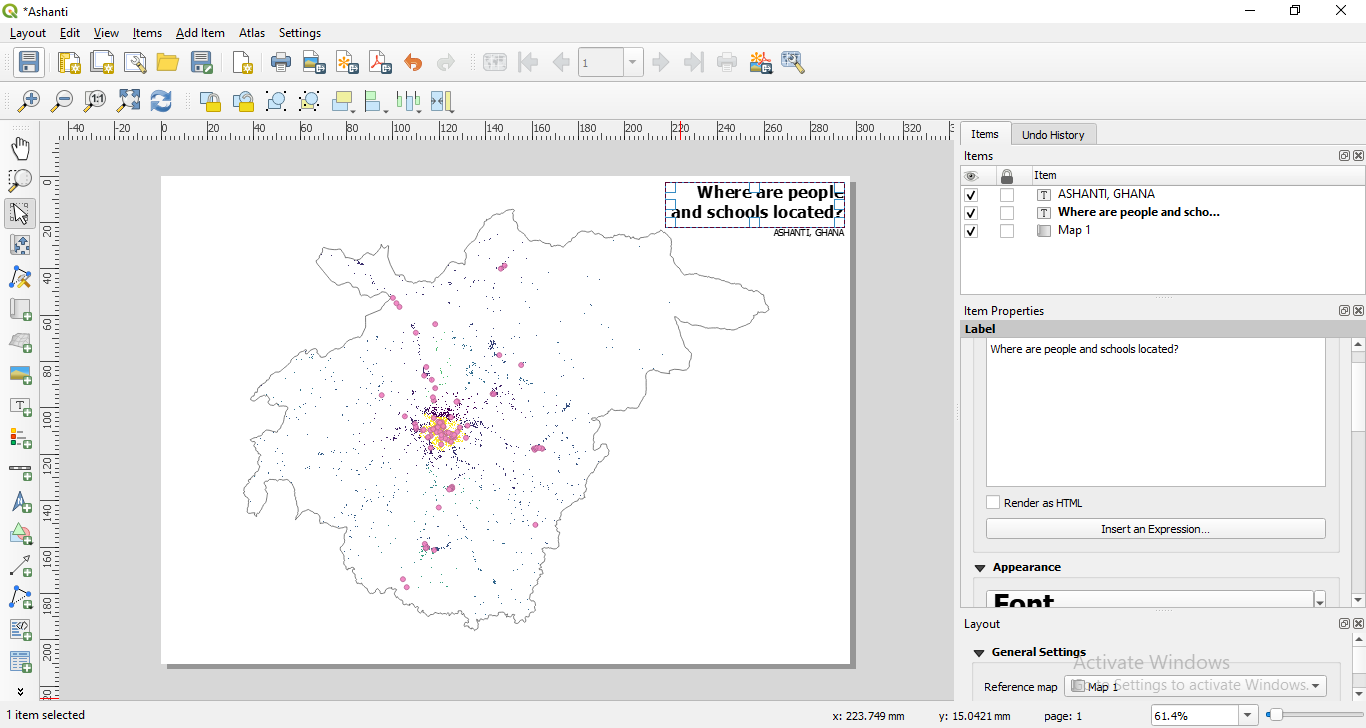 *Ashanti
Layout Edit View Items Add Item Atlas Settings
1
-40 -20 0 20 40 60 80 100 120 140 160 180 200 220 240 260 280 300 320
0
20
40
60
80
100
120
140
160
180
200
Where are people
and schools located?
ASHANTI, GHANA
Items Undo History
Items
Item
ASHANTI, GHANA
Where are people and scho...
Map 1
Item Properties
Label
Where are people and schools located?
Render as HTML
Insert an Expression...
Appearance
Font
Layout
General Settings
Activate Windows
Reference map Map 1
Go to Settings to activate Windows.
1 item selected x: 223.749 mm y: 15.0421 mm page: 1 61.4%